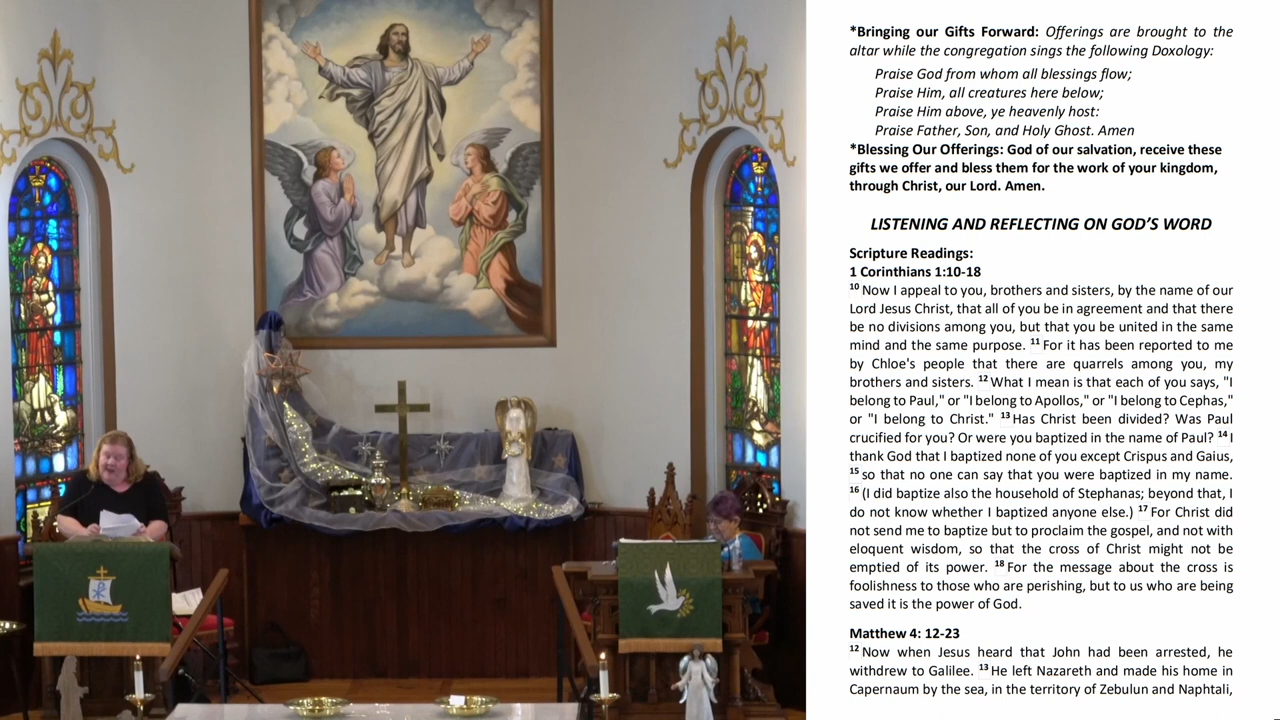 *Bringing our Gifts Forward: Offerings are brought to the
altar while the congregation sings the following Doxology:
Praise God from whom all blessings flow;
Praise Him, all creatures here below;
Praise Him above, ye heavenly host:
Praise Father, Son, and Holy Ghost. Amen
*Blessing Our Offerings: God of our salvation, receive these
gifts we offer and bless them for the work of your kingdom,
through Christ, our Lord. Amen.
LISTENING AND REFLECTING ON GOD'S WORD
Scripture Readings:
1 Corinthians 1:10-18
10 Now I appeal to you, brothers and sisters, by the name of our
Lord Jesus Christ, that all of you be in agreement and that there
be no divisions among you, but that you be united in the same
mind and the same purpose. 11 For it has been reported to me
by Chloe's people that there are quarrels among you, my
brothers and sisters. 12 What I mean is that each of you says, "I
belong to Paul," or "I belong to Apollos," or "I belong to Cephas,"
or "I belong to Christ." 13 Has Christ been divided? Was Paul
crucified for you? Or were you baptized in the name of Paul? 14 I
thank God that I baptized none of you except Crispus and Gaius,
15 so that no one can say that you were baptized in my name.
16 (I did baptize also the household of Stephanas; beyond that, I
do not know whether I baptized anyone else.) 17 For Christ did
not send me to baptize but to proclaim the gospel, and not with
eloquent wisdom, so that the cross of Christ might not be
emptied of its power. 18 For the message about the cross is
foolishness to those who are perishing, but to us who are being
saved it is the power of God.
Matthew 4: 12-23
12 Now when Jesus heard that John had been arrested, he
withdrew to Galilee. 13 He left Nazareth and made his home in
Capernaum by the sea, in the territory of Zebulun and Naphtali,